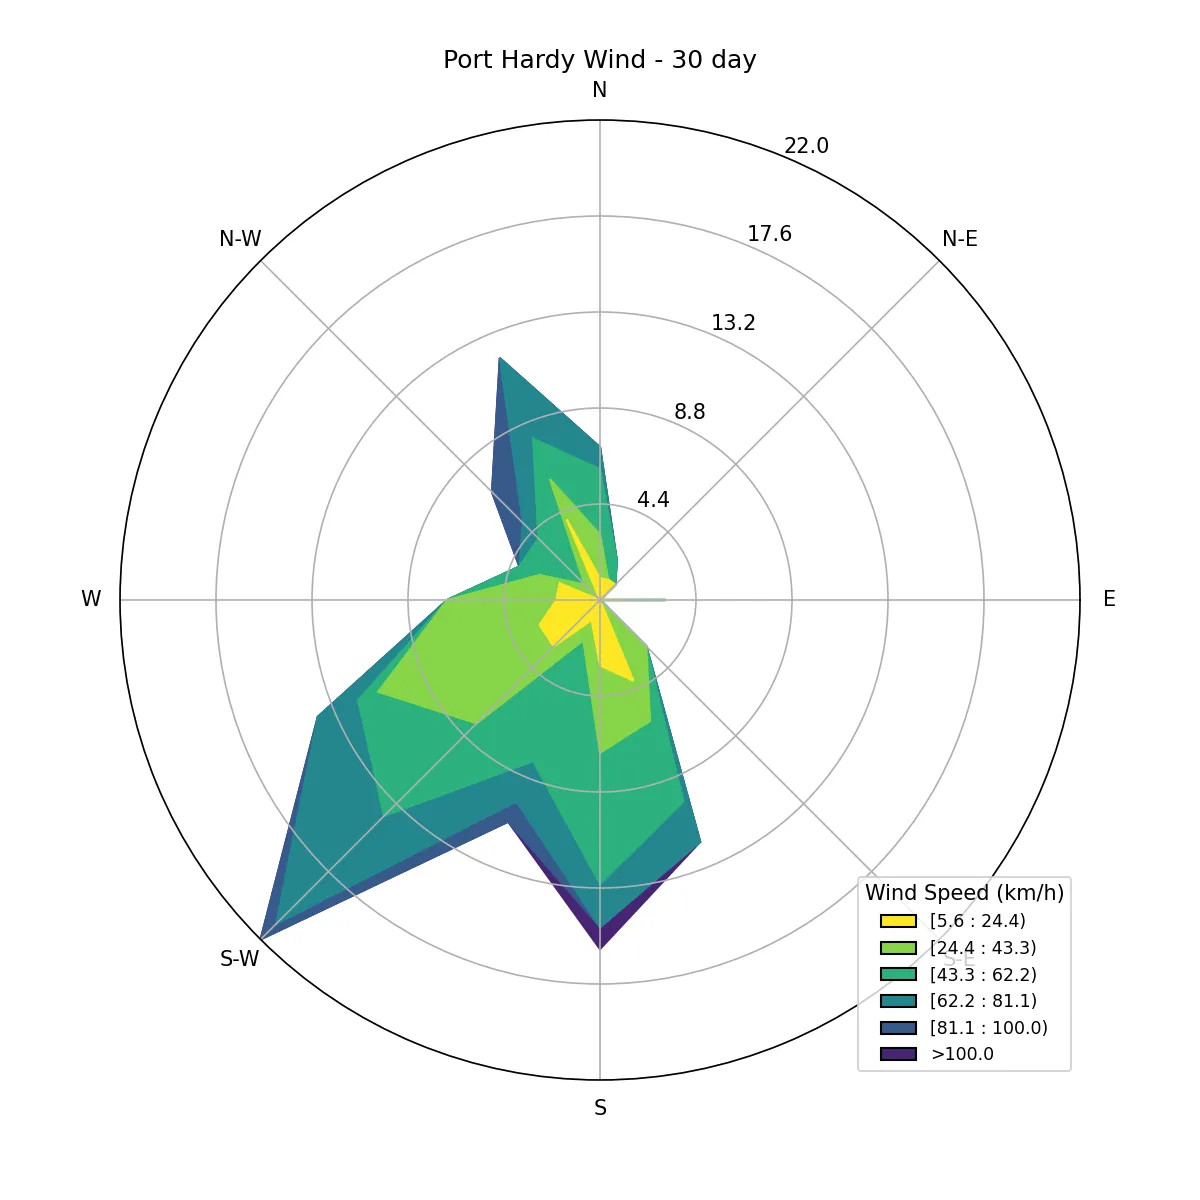 Port Hardy Wind - 30 day
N
22.0
N-W
17.6
N-E
13.2
8.8
4.4
W
E
S-W
S-E
S
Wind Speed (km/h)
[5.6 : 24.4)
[24.4 : 43.3)
[43.3 : 62.2)
[62.2 : 81.1)
[81.1 : 100.0)
>100.0